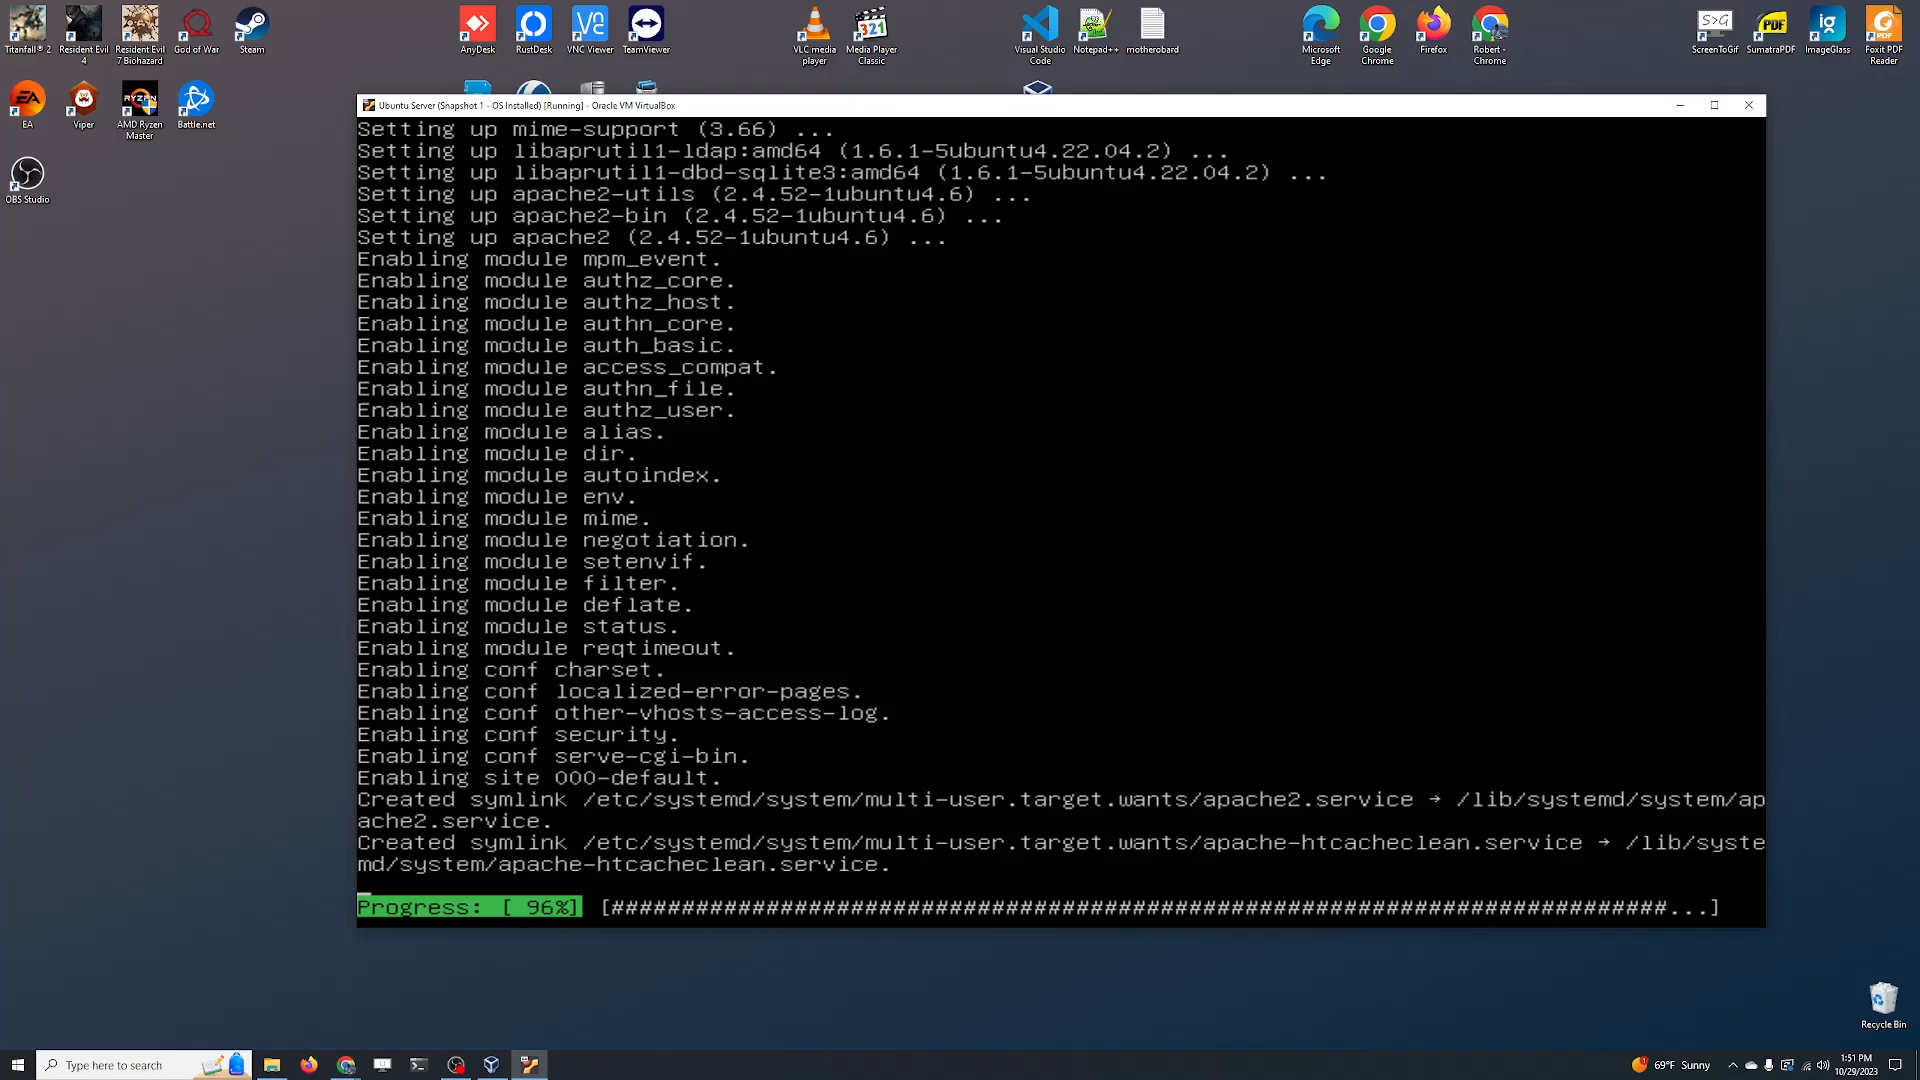 Titanfall® 2
Resident Evil 4
Resident Evil 7 Biohazard
God of War
Steam
AnyDesk
RustDesk
VNC Viewer
TeamViewer
VLC media player
Media Player Classic
Visual Studio Code
Notepad++
motherobard
Microsoft Edge
Google Chrome
Firefox
Robert - Chrome
ScreenToGif
SumatraPDF
ImageGlass
Foxit PDF Reader
EA
Viper
AMD Ryzen Master
Battle.net
OBS Studio
Ubuntu Server (Snapshot 1 - OS Installed) [Running] - Oracle VM VirtualBox
Setting up mime-support (3.66) ...
Setting up libaprutil1-ldap:amd64 (1.6.1-5ubuntu4.22.04.2) ...
Setting up libaprutil1-dbd-sqlite3:amd64 (1.6.1-5ubuntu4.22.04.2) ...
Setting up apache2-utils (2.4.52-1ubuntu4.6) ...
Setting up apache2-bin (2.4.52-1ubuntu4.6) ...
Setting up apache2 (2.4.52-1ubuntu4.6) ...
Enabling module mpm_event.
Enabling module authz_core.
Enabling module authz_host.
Enabling module authn_core.
Enabling module auth_basic.
Enabling module access_compat.
Enabling module authn_file.
Enabling module authz_user.
Enabling module alias.
Enabling module dir.
Enabling module autoindex.
Enabling module env.
Enabling module mime.
Enabling module negotiation.
Enabling module setenvif.
Enabling module filter.
Enabling module deflate.
Enabling module status.
Enabling module reqtimeout.
Enabling conf charset.
Enabling conf localized-error-pages.
Enabling conf other-vhosts-access-log.
Enabling conf security.
Enabling conf serve-cgi-bin.
Enabling site 000-default.
Created symlink /etc/systemd/system/multi-user.target.wants/apache2.service → /lib/systemd/system/ap
ache2.service.
Created symlink /etc/systemd/system/multi-user.target.wants/apache-htcacheclean.service → /lib/syste
md/system/apache-htcacheclean.service.
Progress: [ 96%] [###########################################################################...]
Recycle Bin
Type here to search
69°F Sunny
1:51 PM
10/29/2023